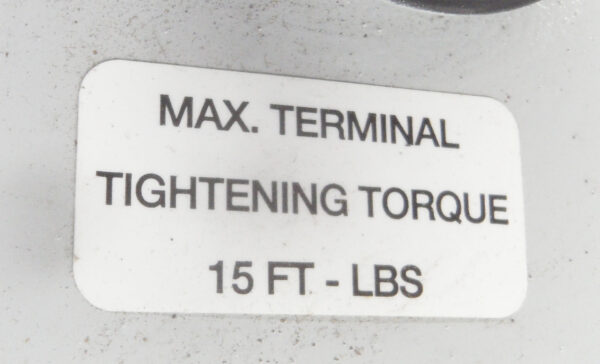 MAX. TERMINAL
TIGHTENING TORQUE
15 FT - LBS